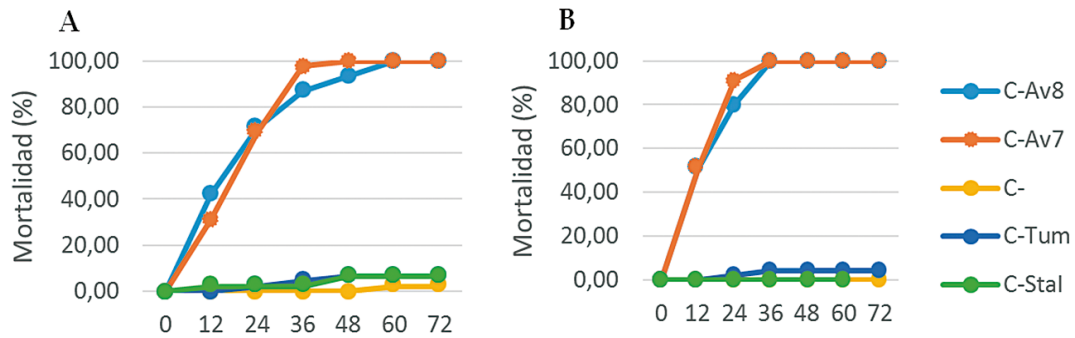 A
Mortalidad (%)
100,00
80,00
60,00
40,00
20,00
0,00
0 12 24 36 48 60 72
B
Mortalidad (%)
100,00
80,00
60,00
40,00
20,00
0,00
0 12 24 36 48 60 72
C-Av8
C-Av7
C-
C-Tum
C-Stal